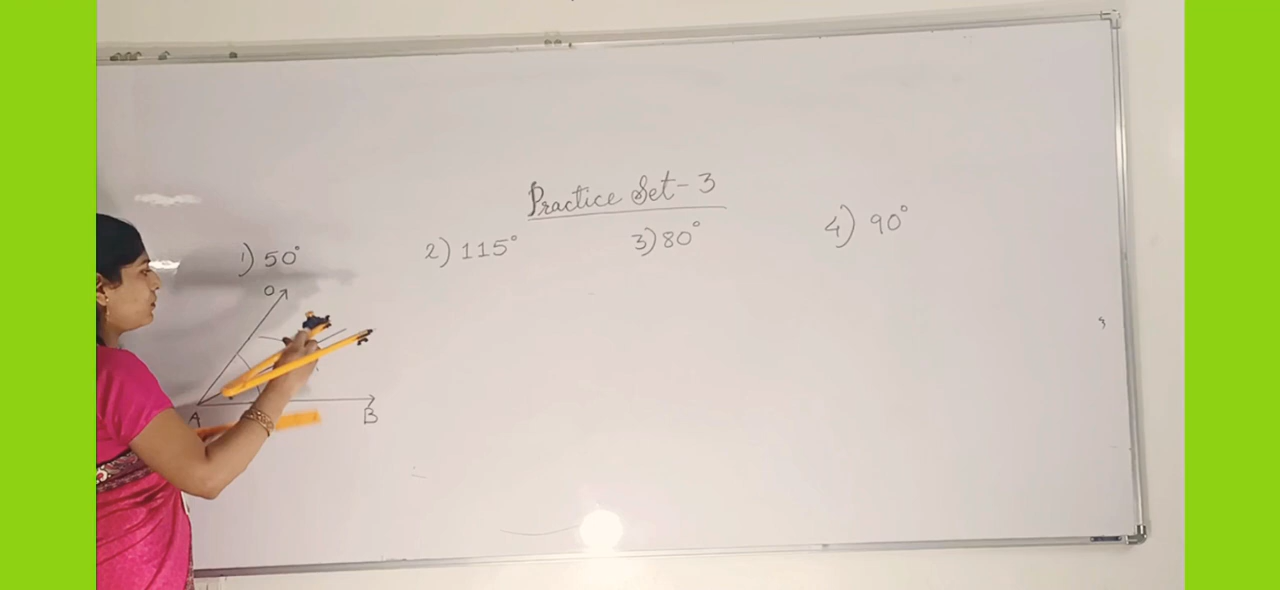 Practice Set-3
1) 50°
2) 115°
3) 80°
4) 90°
O
A
B